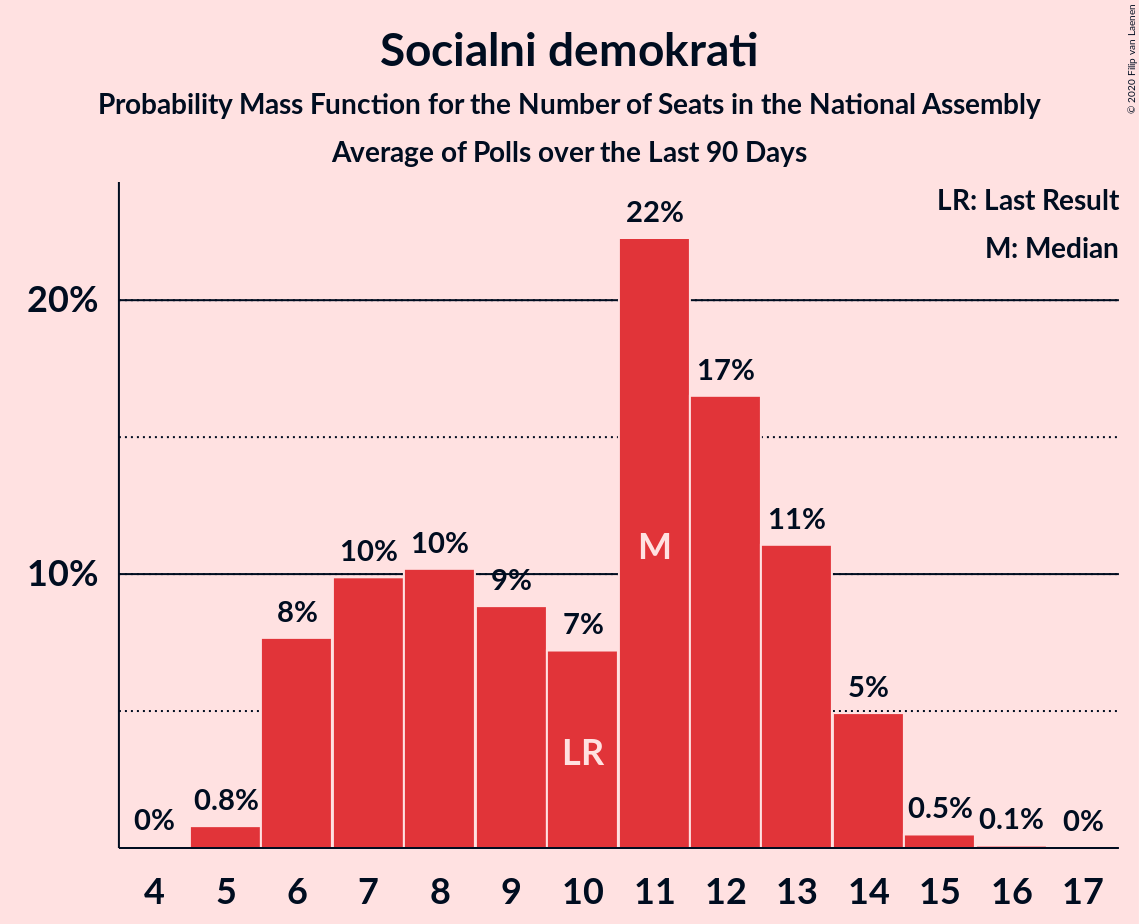 Socialni demokrati
Probability Mass Function for the Number of Seats in the National Assembly
Average of Polls over the Last 90 Days
© 2020 Filip van Laenen
LR: Last Result
M: Median
22%
20%
17%
11%
10%
10%
10%
9%
8%
7%
5%
0.8%
0.5%
0.1%
0%
0%
M
LR
4 5 6 7 8 9 10 11 12 13 14 15 16 17